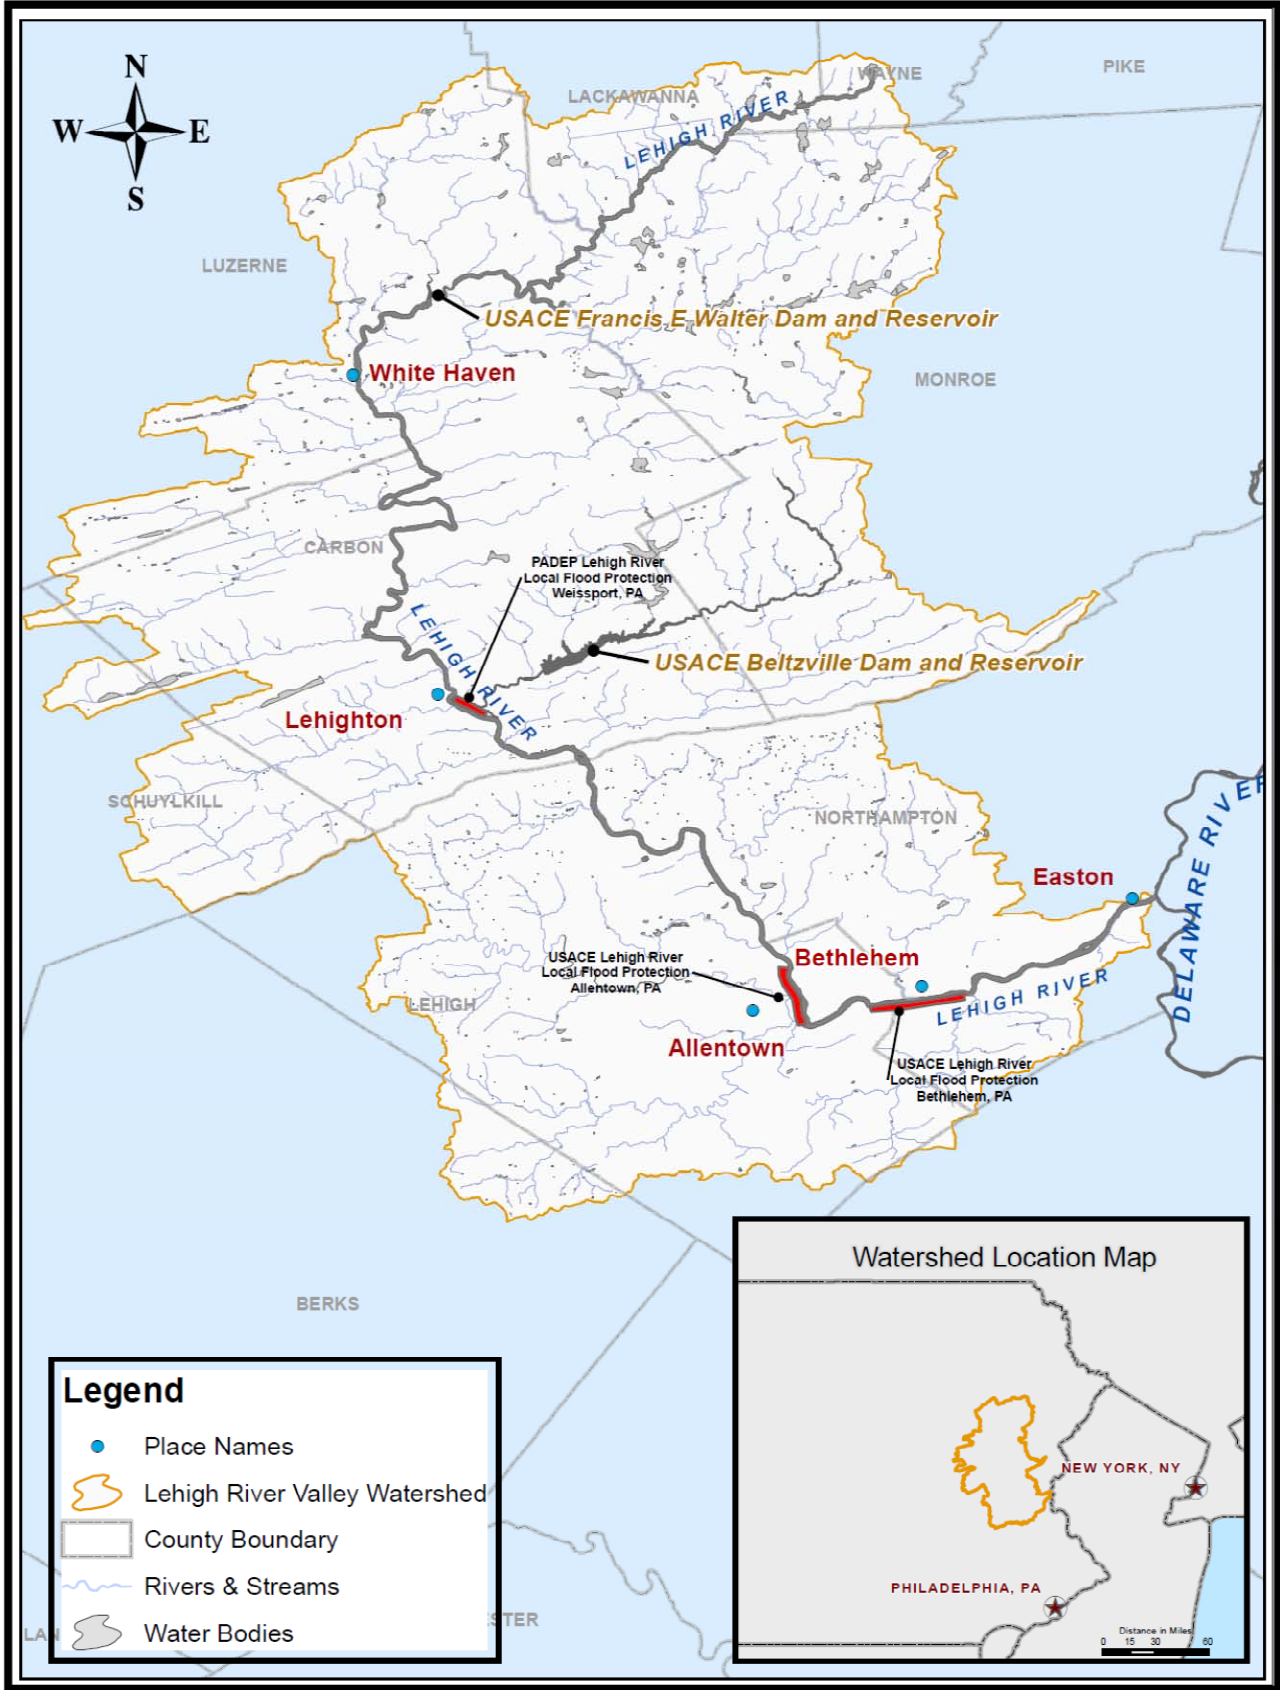 N
W E
S
WAYNE
PIKE
LACKAWANNA
LEHIGH RIVER
LUZERNE
USACE Francis E Walter Dam and Reservoir
White Haven
MONROE
CARBON
PADEP Lehigh River
Local Flood Protection
Weissport, PA
LEHIGH RIVER
USACE Beltzville Dam and Reservoir
Lehighton
SCHUYLKILL
NORTHAMPTON
DELAWARE RIVER
Easton
Bethlehem
USACE Lehigh River
Local Flood Protection
Allentown, PA
LEHIGH
LEHIGH RIVER
Allentown
USACE Lehigh River
Local Flood Protection
Bethlehem, PA
BERKS
Legend
Place Names
Lehigh River Valley Watershed
County Boundary
Rivers & Streams
Water Bodies
LAN
STER
Watershed Location Map
NEW YORK, NY
PHILADELPHIA, PA
Distance in Miles
0 15 30 60